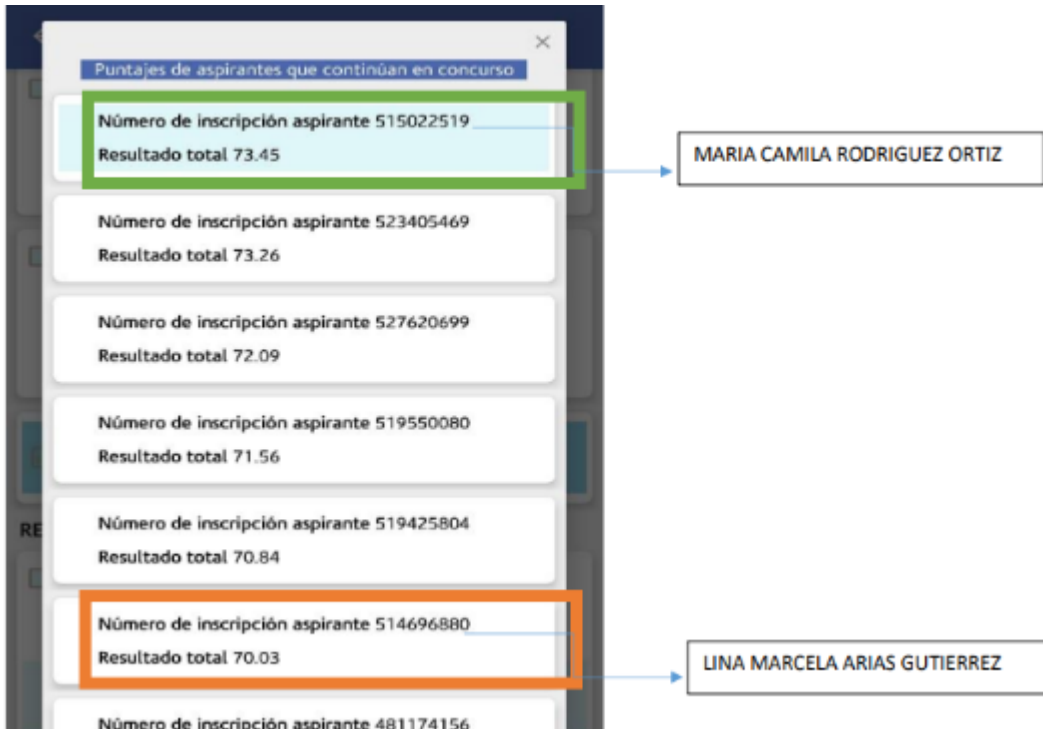 Puntajes de aspirantes que continúan en concurso
Número de inscripción aspirante 515022519
Resultado total 73.45
MARIA CAMILA RODRIGUEZ ORTIZ
Número de inscripción aspirante 523405469
Resultado total 73.26
Número de inscripción aspirante 527620699
Resultado total 72.09
Número de inscripción aspirante 519550080
Resultado total 71.56
Número de inscripción aspirante 519425804
Resultado total 70.84
RE
Número de inscripción aspirante 514696880
Resultado total 70.03
LINA MARCELA ARIAS GUTIERREZ
Número de inscripción aspirante 481174156